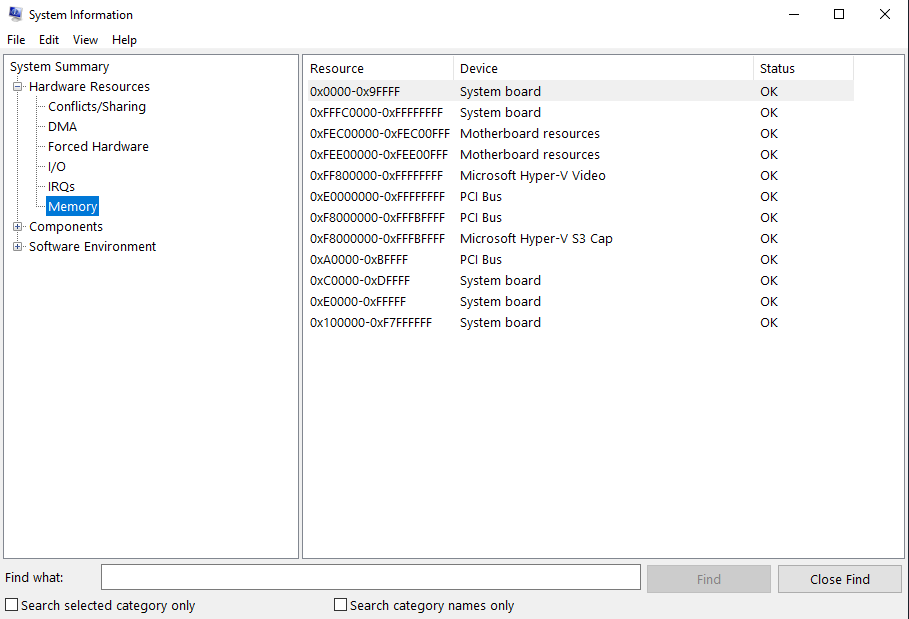 System Information
File Edit View Help
System Summary
Hardware Resources
Conflicts/Sharing
DMA
Forced Hardware
I/O
IRQs
Memory
Components
Software Environment
Resource Device Status
0x0000-0x9FFFF System board OK
0xFFFC0000-0xFFFFFFFF System board OK
0xFEC00000-0xFEC00FFF Motherboard resources OK
0xFEE00000-0xFEE00FFF Motherboard resources OK
0xFF800000-0xFFFFFFFF Microsoft Hyper-V Video OK
0xE0000000-0xFFFFFFFF PCI Bus OK
0xF8000000-0xFFFBFFFF PCI Bus OK
0xF8000000-0xFFFBFFFF Microsoft Hyper-V S3 Cap OK
0xA0000-0xBFFFF PCI Bus OK
0xC0000-0xDFFFF System board OK
0xE0000-0xFFFFF System board OK
0x100000-0xF7FFFFFF System board OK
Find what: Find Close Find
Search selected category only Search category names only